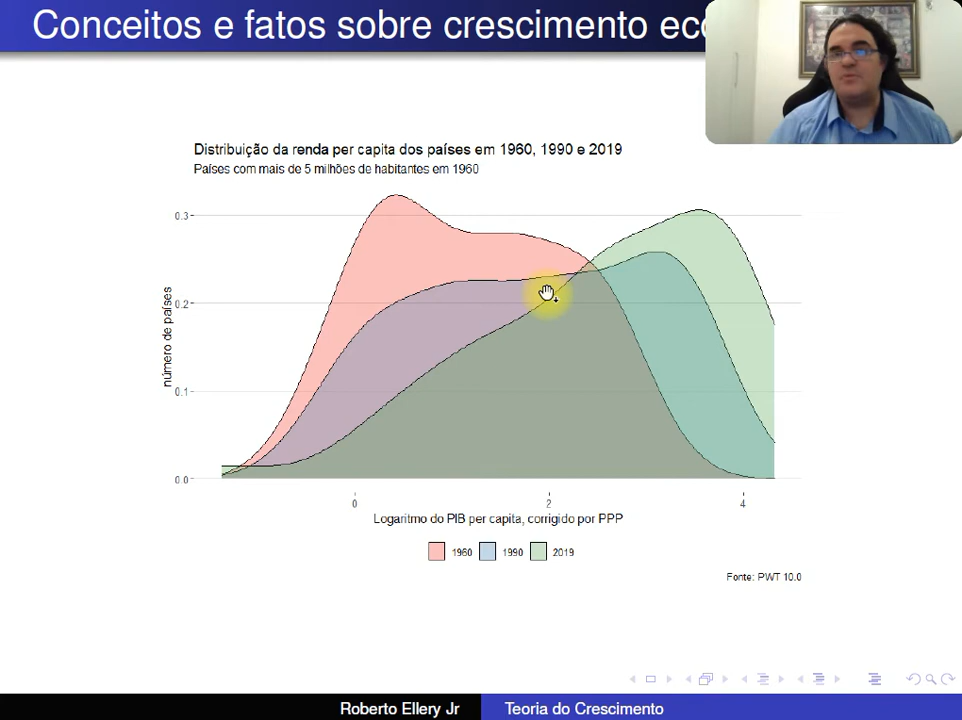 Conceitos e fatos sobre crescimento
Distribuição da renda per capita dos países em 1960, 1990 e 2019
Países com mais de 5 milhões de habitantes em 1960
0.3
0.2
0.1
0.0
número de países
0 2 4
Logaritmo do PIB per capita, corrigido por PPP
1960 1990 2019
Fonte: PWT 10.0
Roberto Ellery Jr Teoria do Crescimento